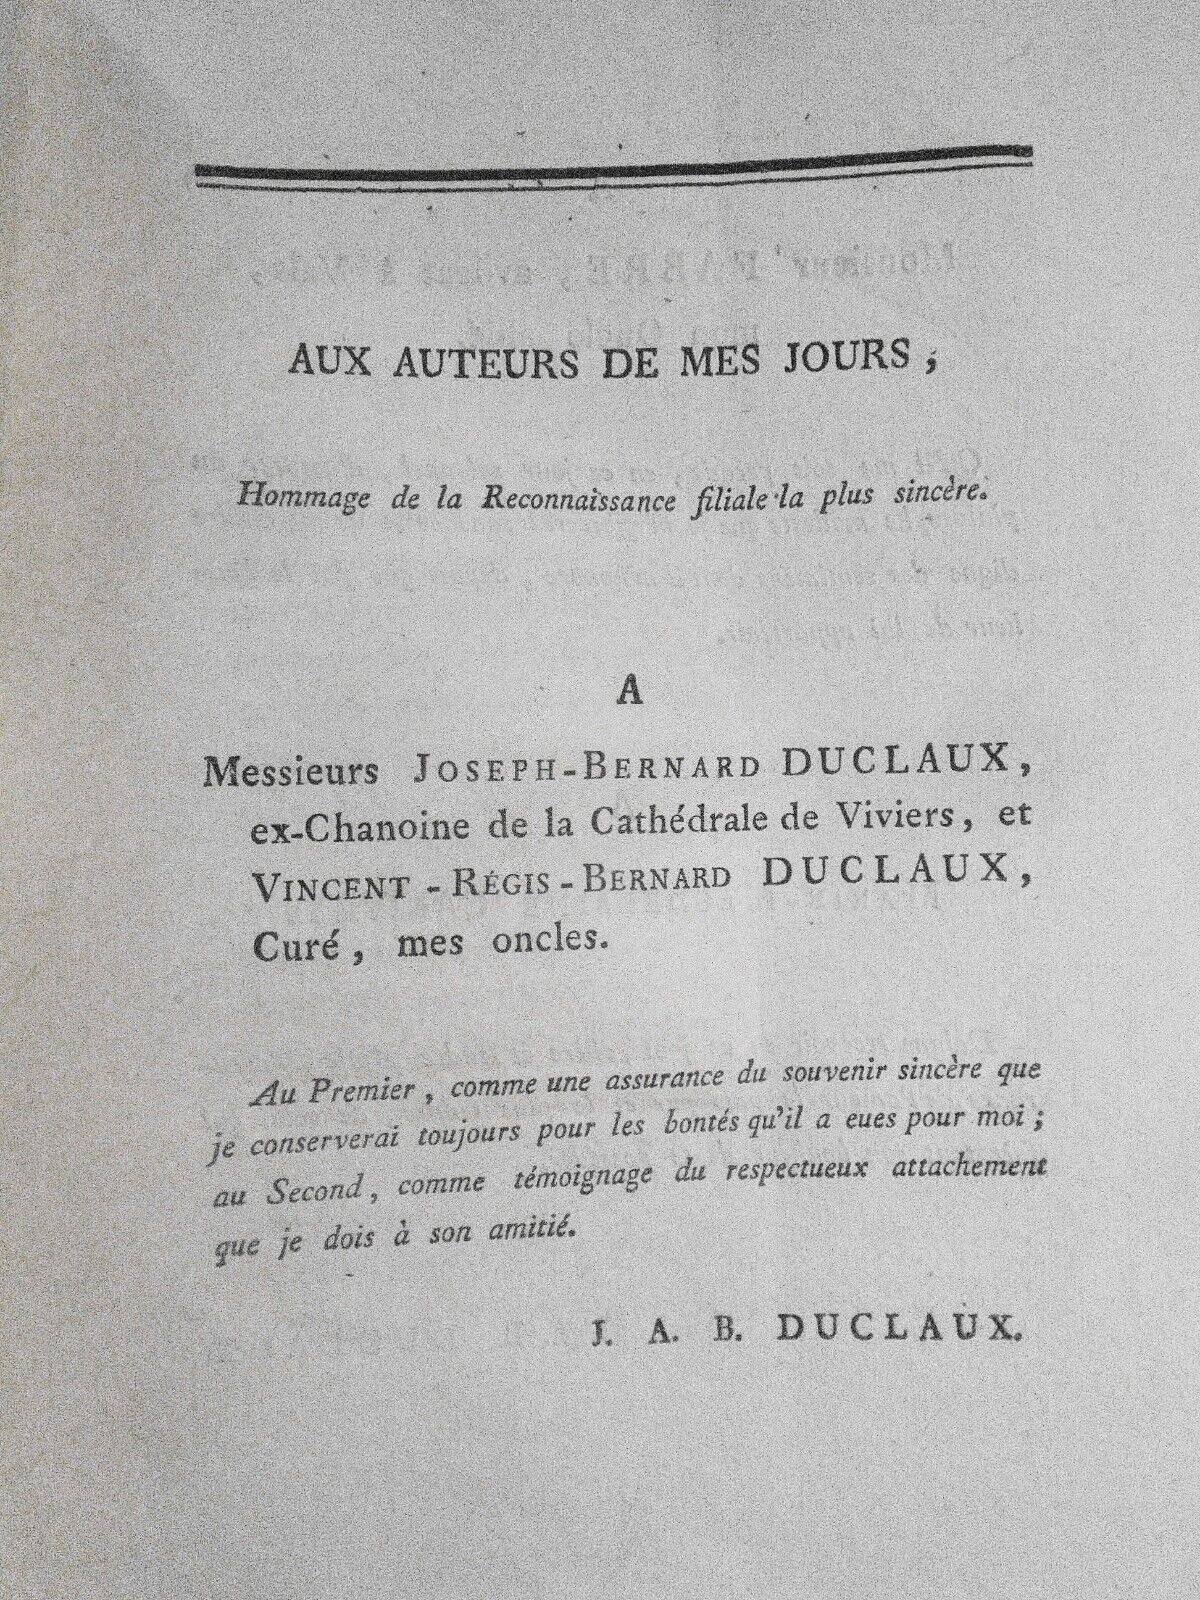 AUX AUTEURS DE MES JOURS,
Hommage de la Reconnaissance filiale la plus sincère.
A
Messieurs JOSEPH-BERNARD DUCLAUX,
ex-Chanoine de la Cathédrale de Viviers, et
VINCENT-RÉGIS-BERNARD DUCLAUX,
Curé, mes oncles.
Au Premier, comme une assurance du souvenir sincère que
je conserverai toujours pour les bontés qu'il a eues pour moi;
au Second, comme témoignage du respectueux attachement
que je dois à son amitié.
J. A. B. DUCLAUX.